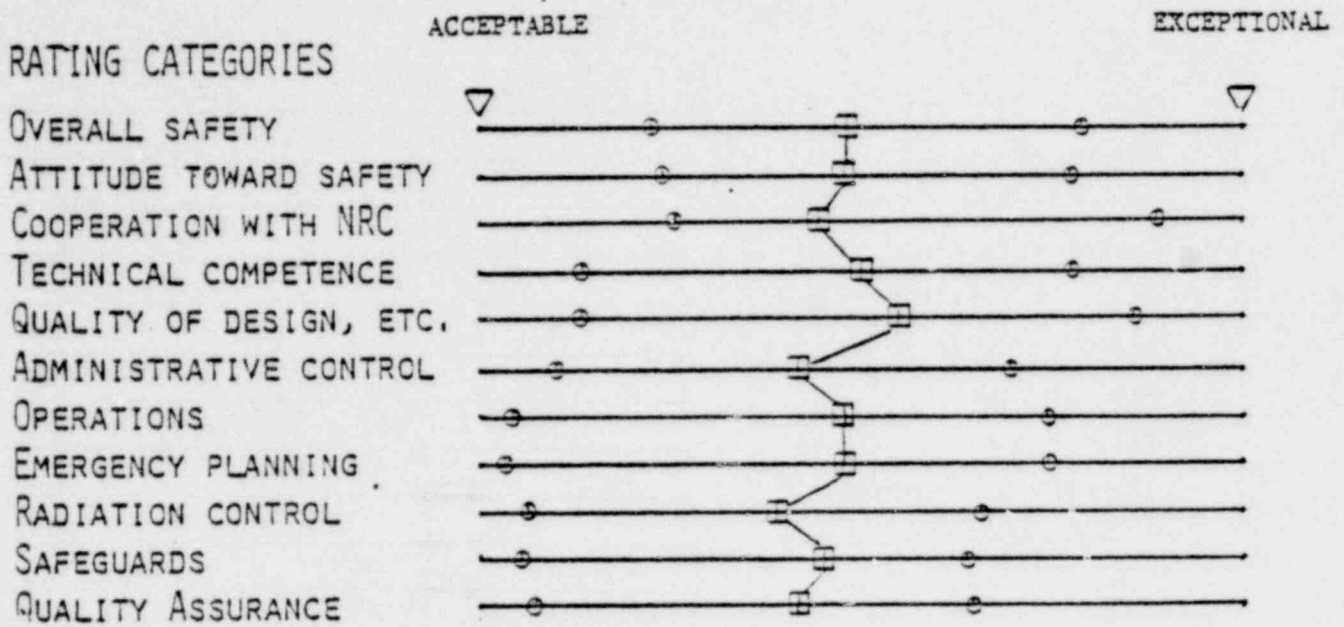 ACCEPTABLE EXCEPTIONAL
RATING CATEGORIES
OVERALL SAFETY
ATTITUDE TOWARD SAFETY
COOPERATION WITH NRC
TECHNICAL COMPETENCE
QUALITY OF DESIGN, ETC.
ADMINISTRATIVE CONTROL
OPERATIONS
EMERGENCY PLANNING
RADIATION CONTROL
SAFEGUARDS
QUALITY ASSURANCE